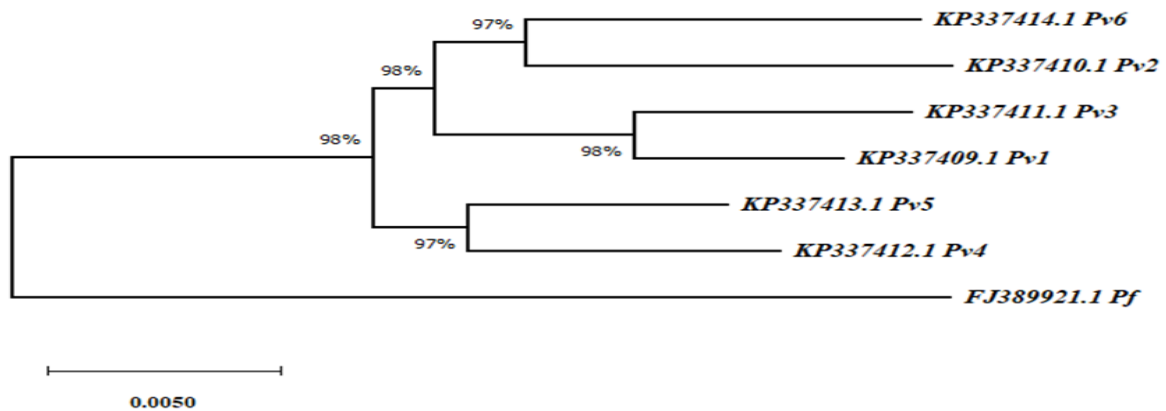 97%
KP337414.1 Pv6
KP337410.1 Pv2
98%
KP337411.1 Pv3
98%
98%
KP337409.1 Pv1
KP337413.1 Pv5
97%
KP337412.1 Pv4
FJ389921.1 Pf
0.0050